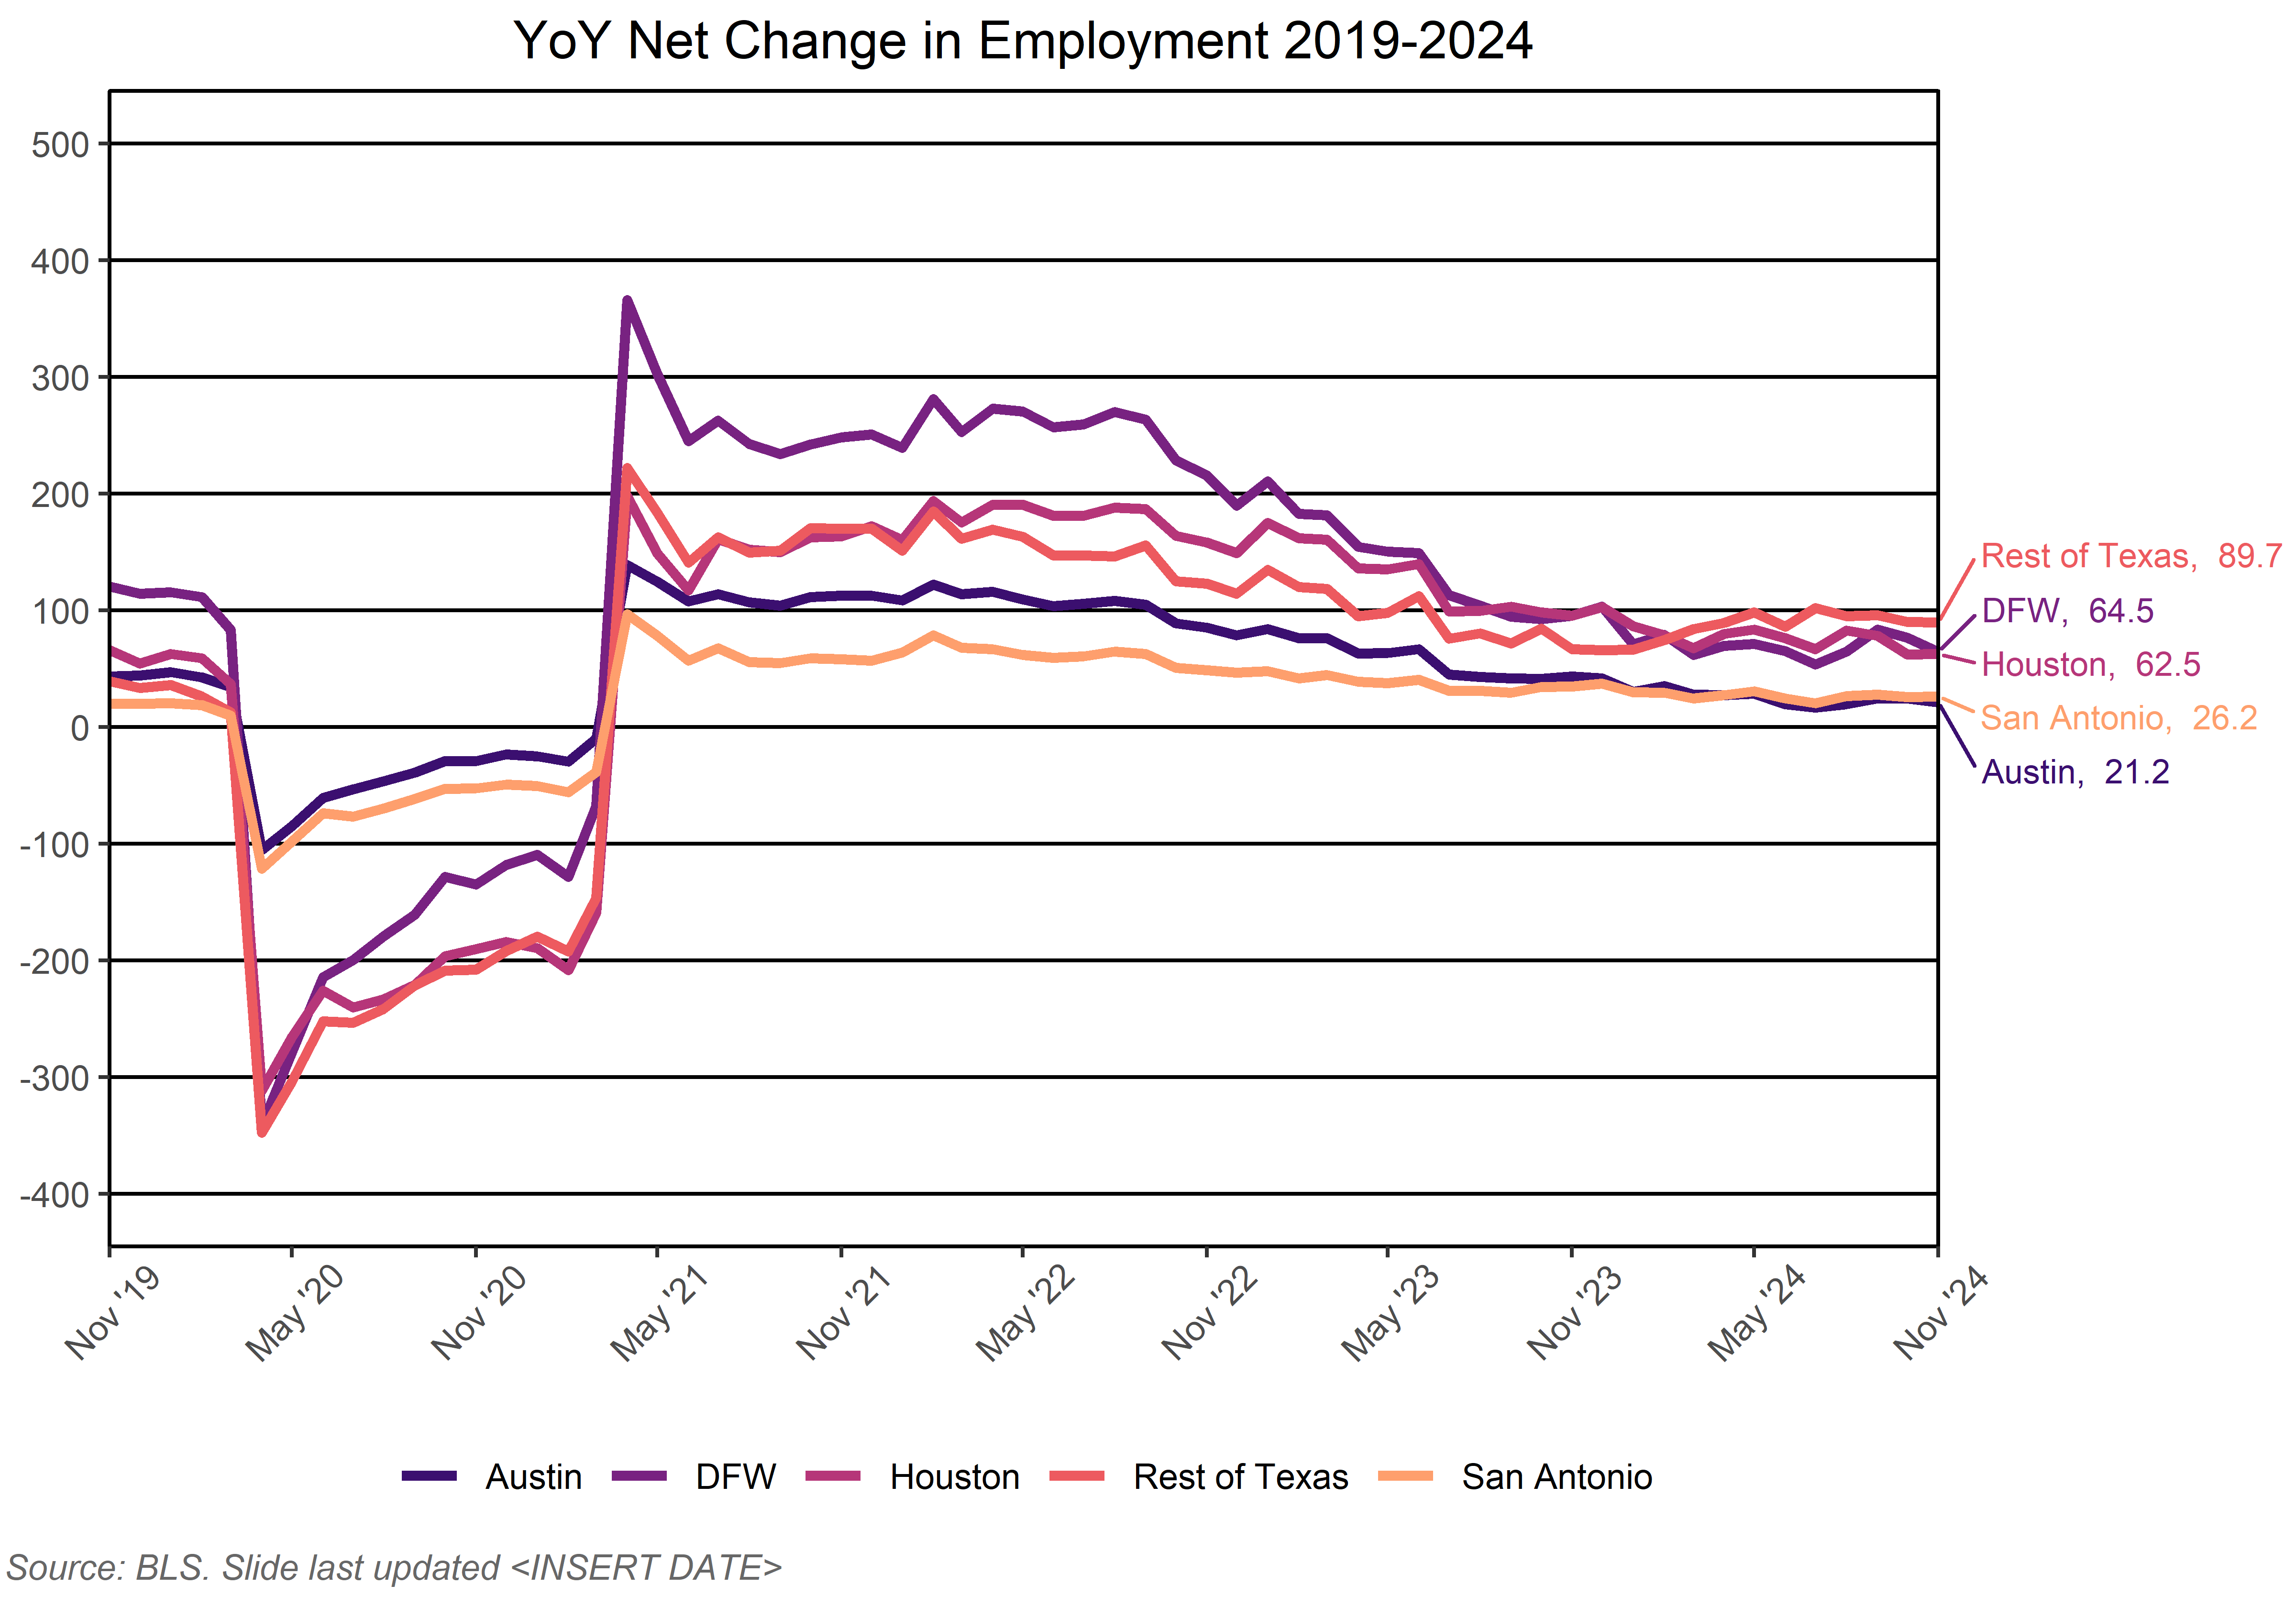 YoY Net Change in Employment 2019-2024
500
400
300
200
100
0
-100
-200
-300
-400
Rest of Texas,  89.7
DFW,  64.5
Houston,  62.5
San Antonio,  26.2
Austin,  21.2
Nov '19
May '20
Nov '20
May '21
Nov '21
May '22
Nov '22
May '23
Nov '23
May '24
Nov '24
Austin DFW Houston Rest of Texas San Antonio
Source: BLS. Slide last updated <INSERT DATE>